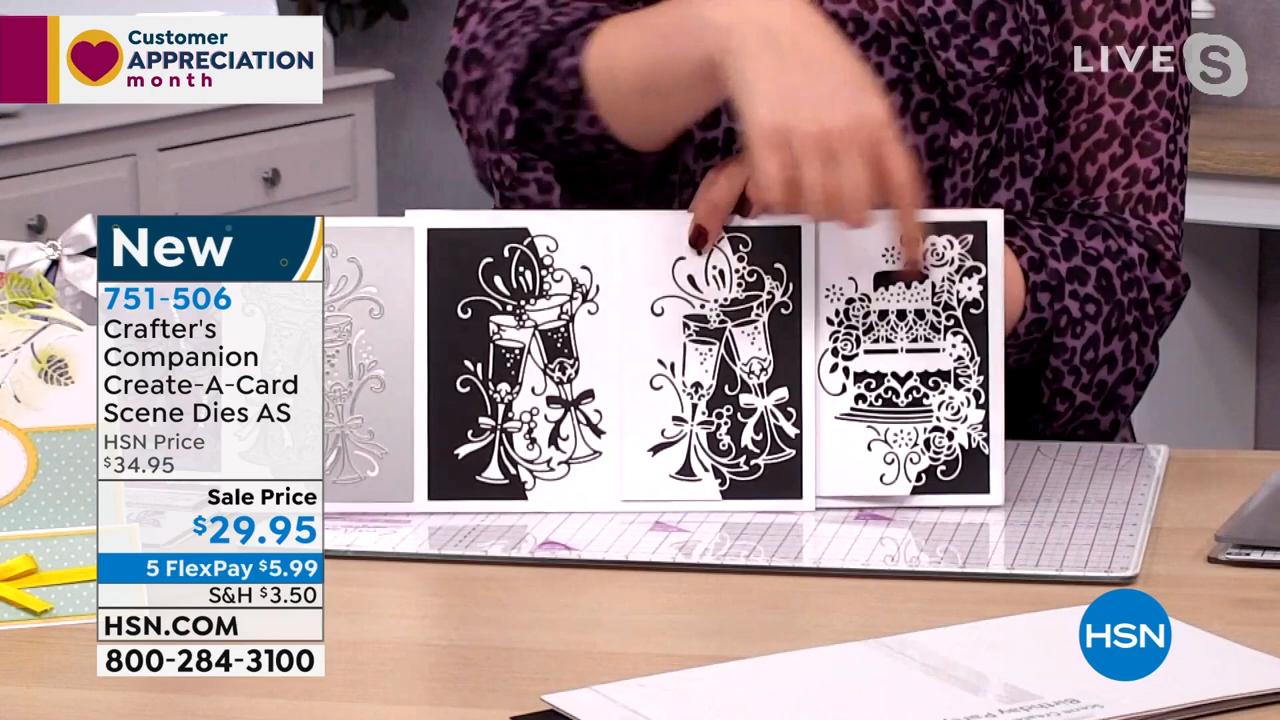 Customer
APPRECIATION
month
LIVE S
New
751-506
Crafter's
Companion
Create-A-Card
Scene Dies AS
HSN Price
$34.95
Sale Price
$29.95
5 FlexPay $5.99
S&H $3.50
HSN.COM
800-284-3100
HSN
Birthday